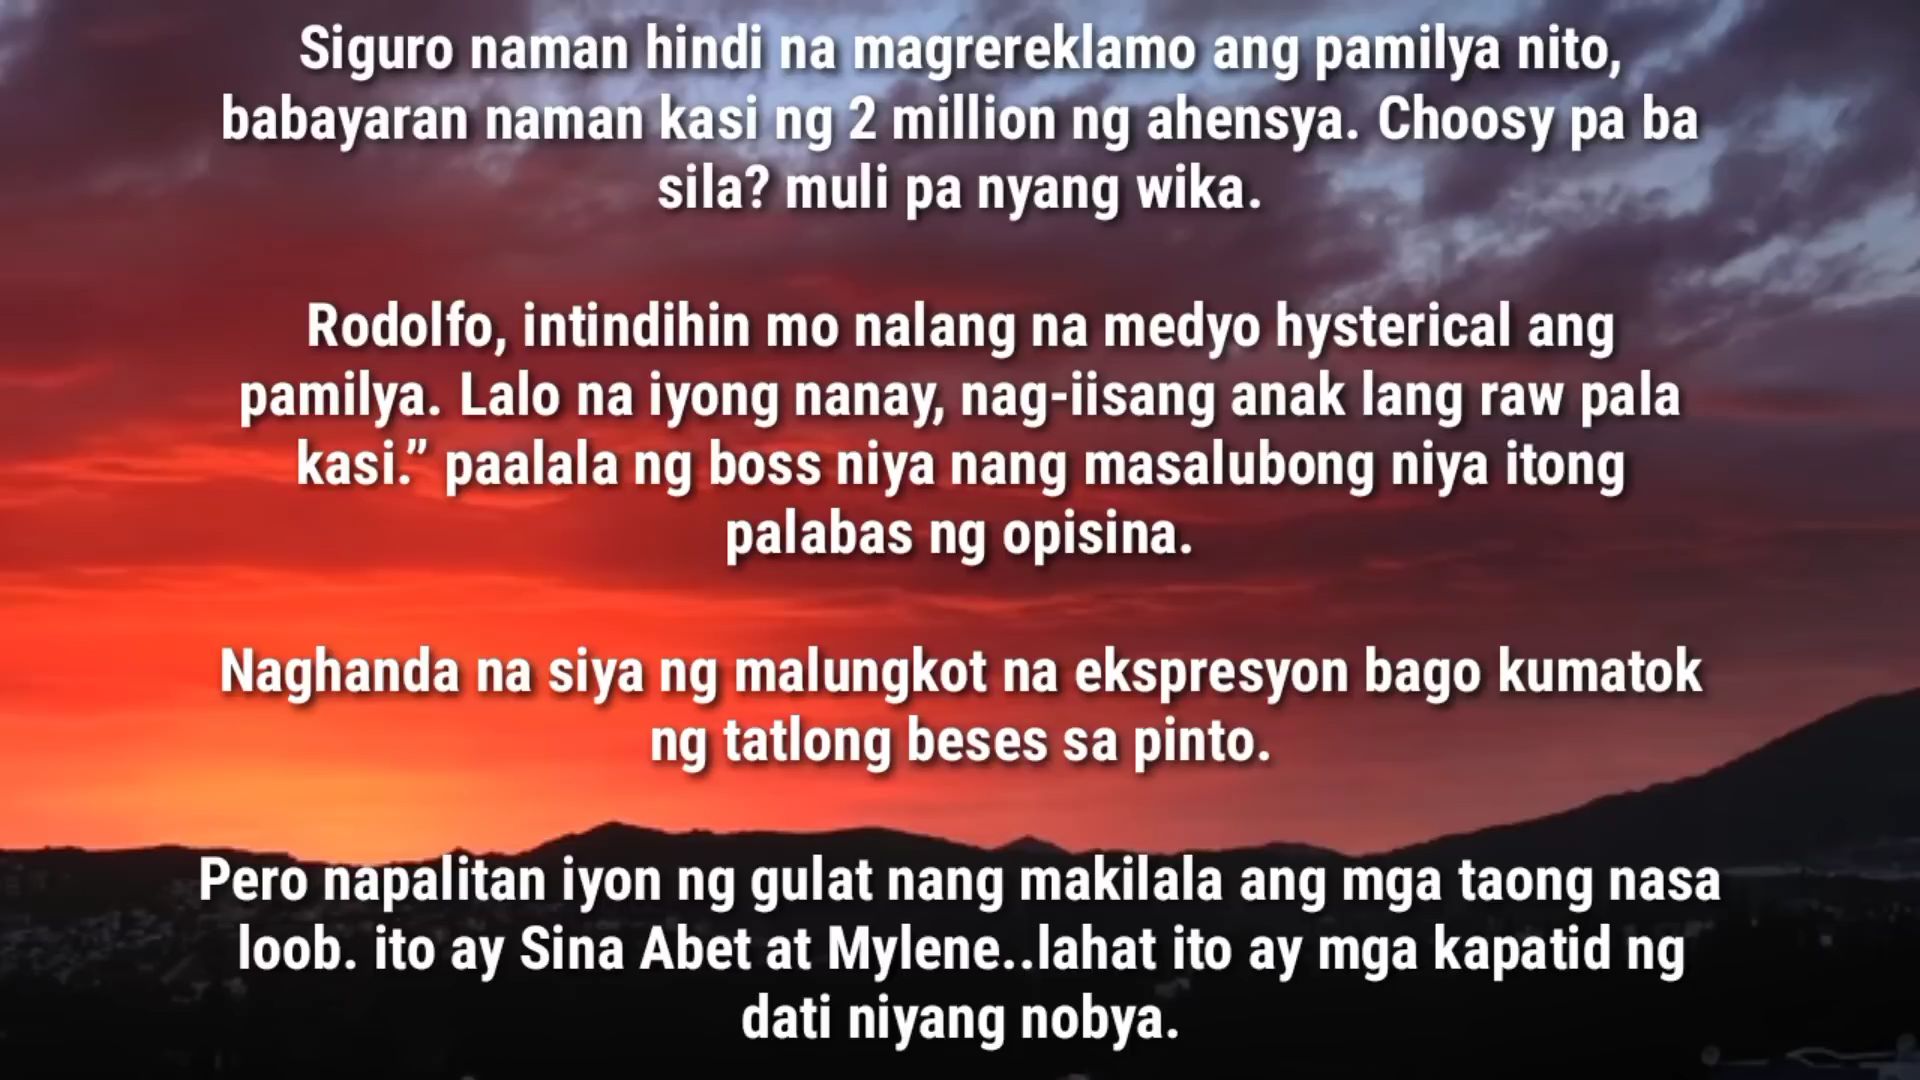 Siguro naman hindi na magrereklamo ang pamilya nito,
babayaran naman kasi ng 2 million ng ahensya. Choosy pa ba
sila? muli pa nyang wika.
Rodolfo, intindihin mo nalang na medyo hysterical ang
pamilya. Lalo na iyong nanay, nag-iisang anak lang raw pala
kasi.” paalala ng boss niya nang masalubong niya itong
palabas ng opisina.
Naghanda na siya ng malungkot na ekspresyon bago kumatok
ng tatlong beses sa pinto.
Pero napalitan iyon ng gulat nang makilala ang mga taong nasa
loob. ito ay Sina Abet at Mylene..lahat ito ay mga kapatid ng
dati niyang nobya.